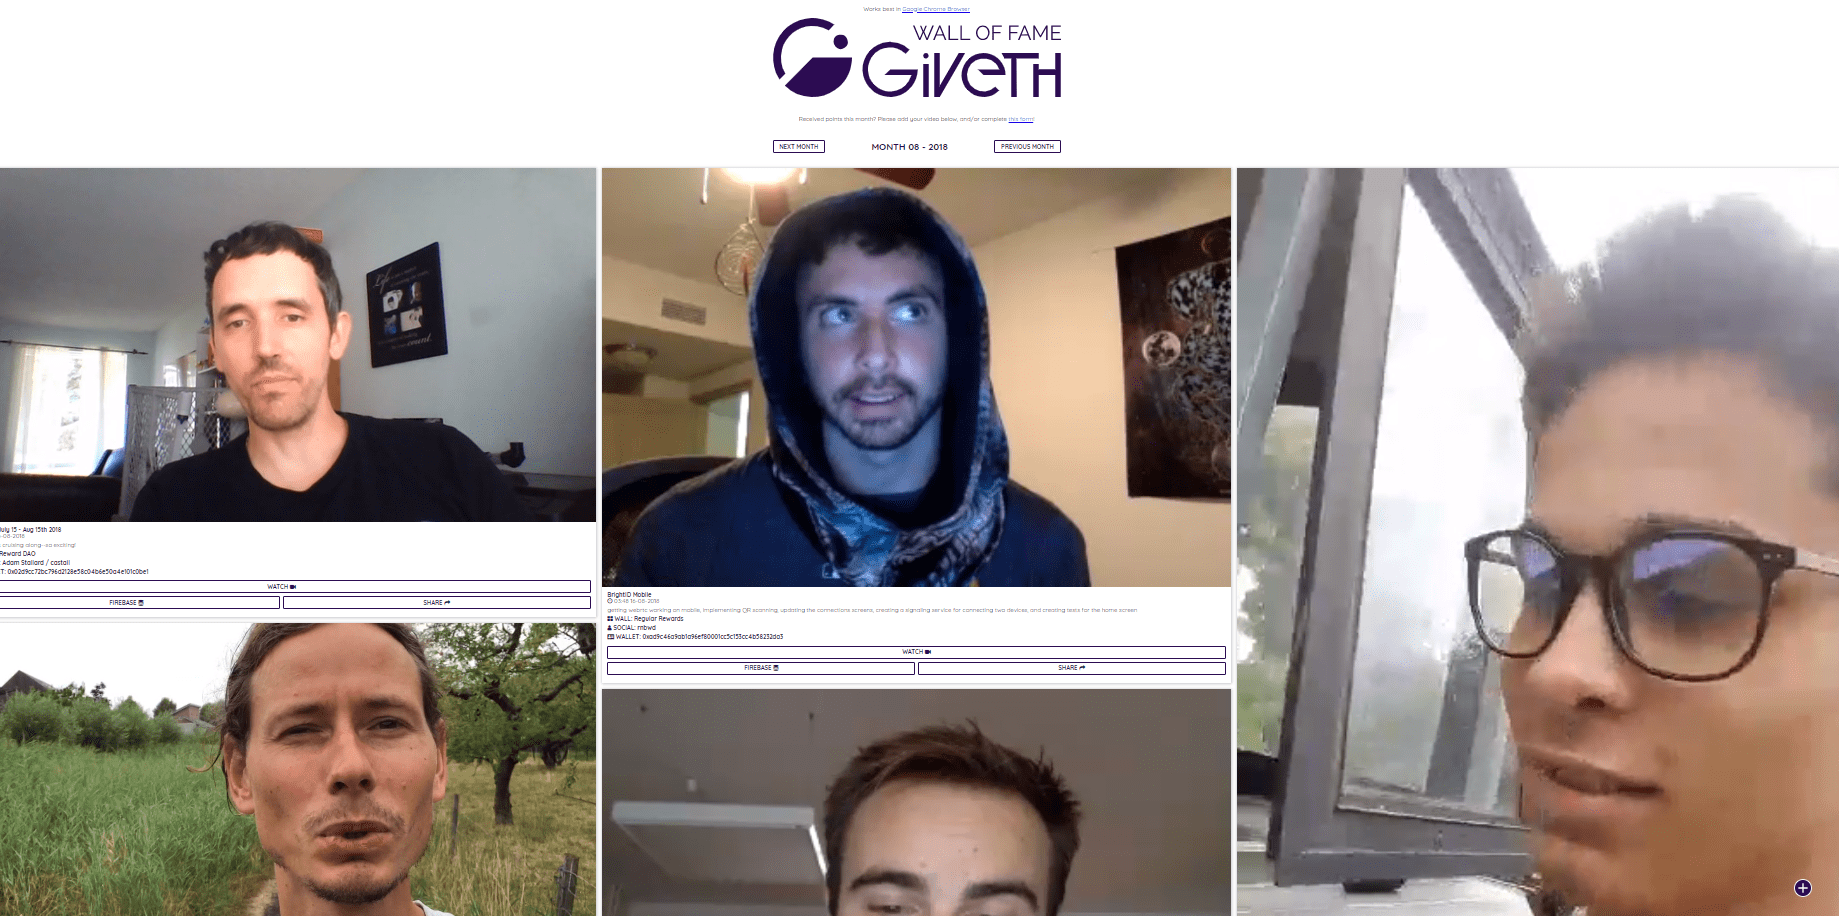 Works best in Google Chrome Browser
WALL OF FAME
GIVETH
Received points this month? Please add your video below, and/or complete this form!
NEXT MONTH
MONTH 08 - 2018
PREVIOUS MONTH
Life
count.
July 15 - Aug 15th 2018
-08-2018
cruising along--so exciting!
Reward DAO
: Adam Stallard / castall
T: 0x02d9cc72bc796d2128e58c04b6e50a4e101c0be1
WATCH
FIREBASE
SHARE
BrightID Mobile
03:48 16-08-2018
getting webrtc working on mobile, implementing QR scanning, updating the connections screens, creating a signaling service for connecting two devices, and creating tests for the home screen
WALL: Regular Rewards
SOCIAL: rnbwd
WALLET: 0xad9c46a9ab1a96ef80001cc5c153cc4b58232da3
WATCH
FIREBASE
SHARE